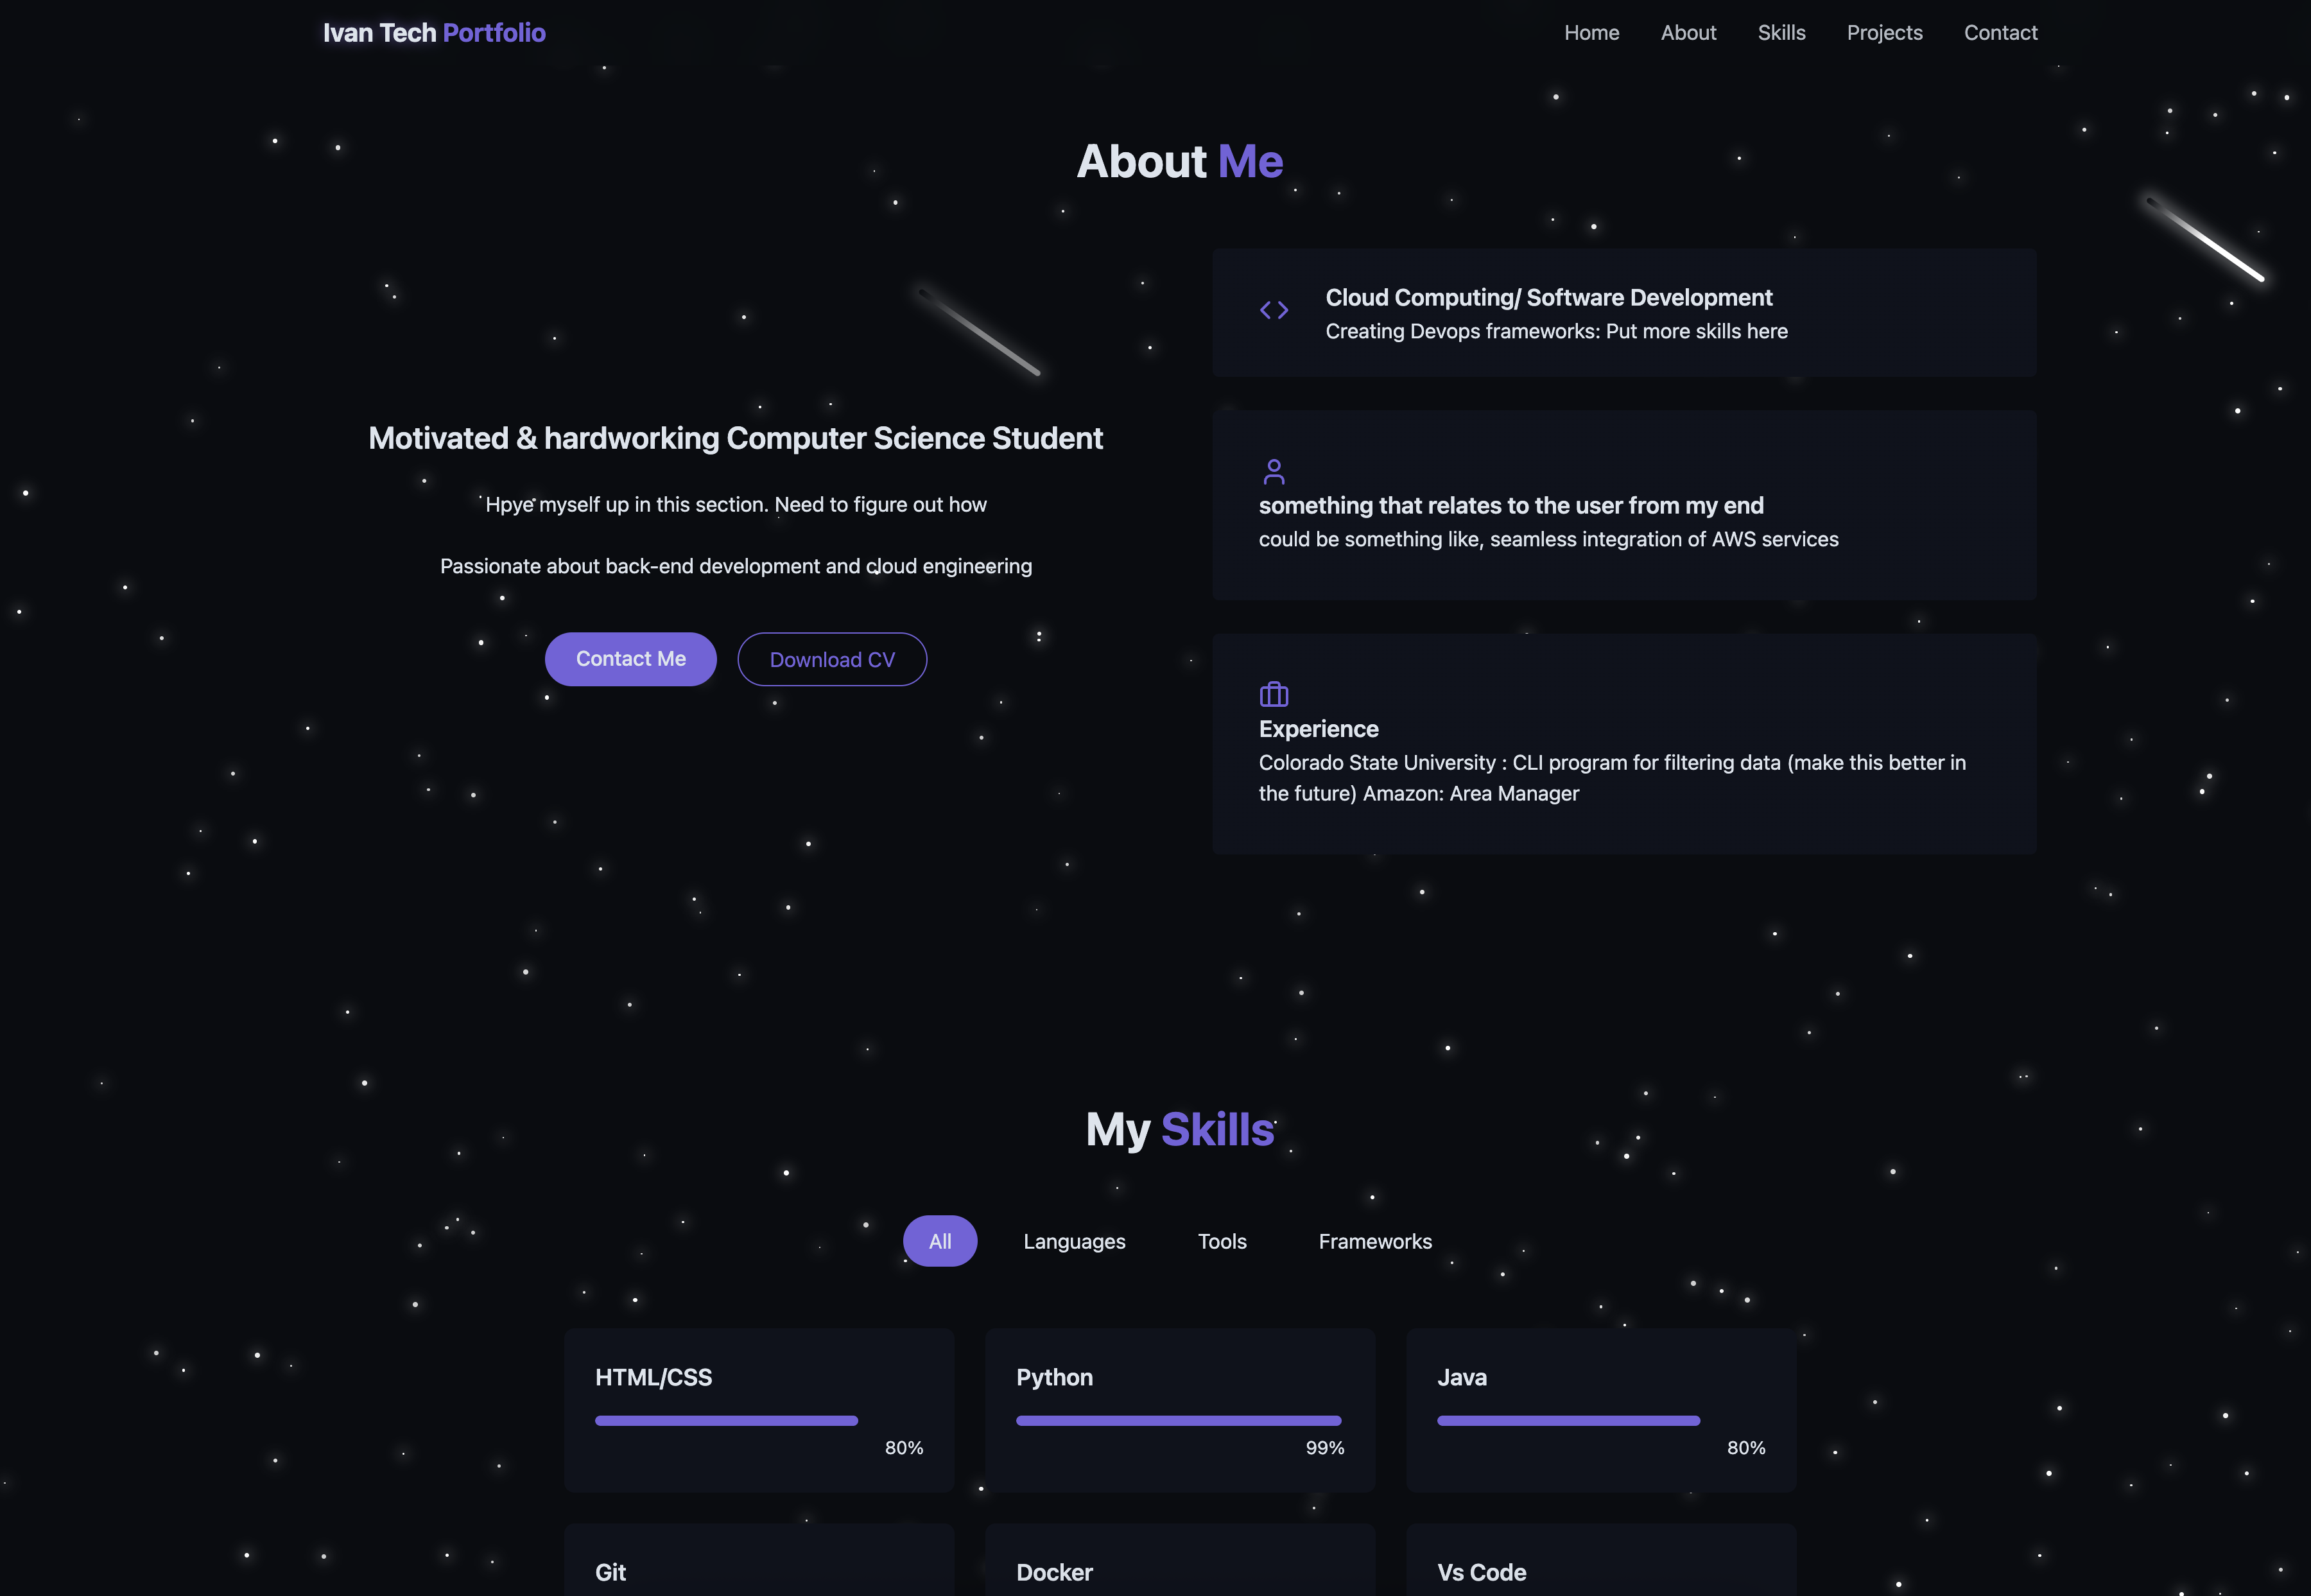 Ivan Tech Portfolio
Home About Skills Projects Contact
About Me
Motivated & hardworking Computer Science Student
Hpye myself up in this section. Need to figure out how
Passionate about back-end development and cloud engineering
Contact Me Download CV
Cloud Computing/ Software Development
Creating Devops frameworks: Put more skills here
something that relates to the user from my end
could be something like, seamless integration of AWS services
Experience
Colorado State University : CLI program for filtering data (make this better in
the future) Amazon: Area Manager
My Skills
All Languages Tools Frameworks
HTML/CSS
80%
Python
99%
Java
80%
Git
Docker
Vs Code